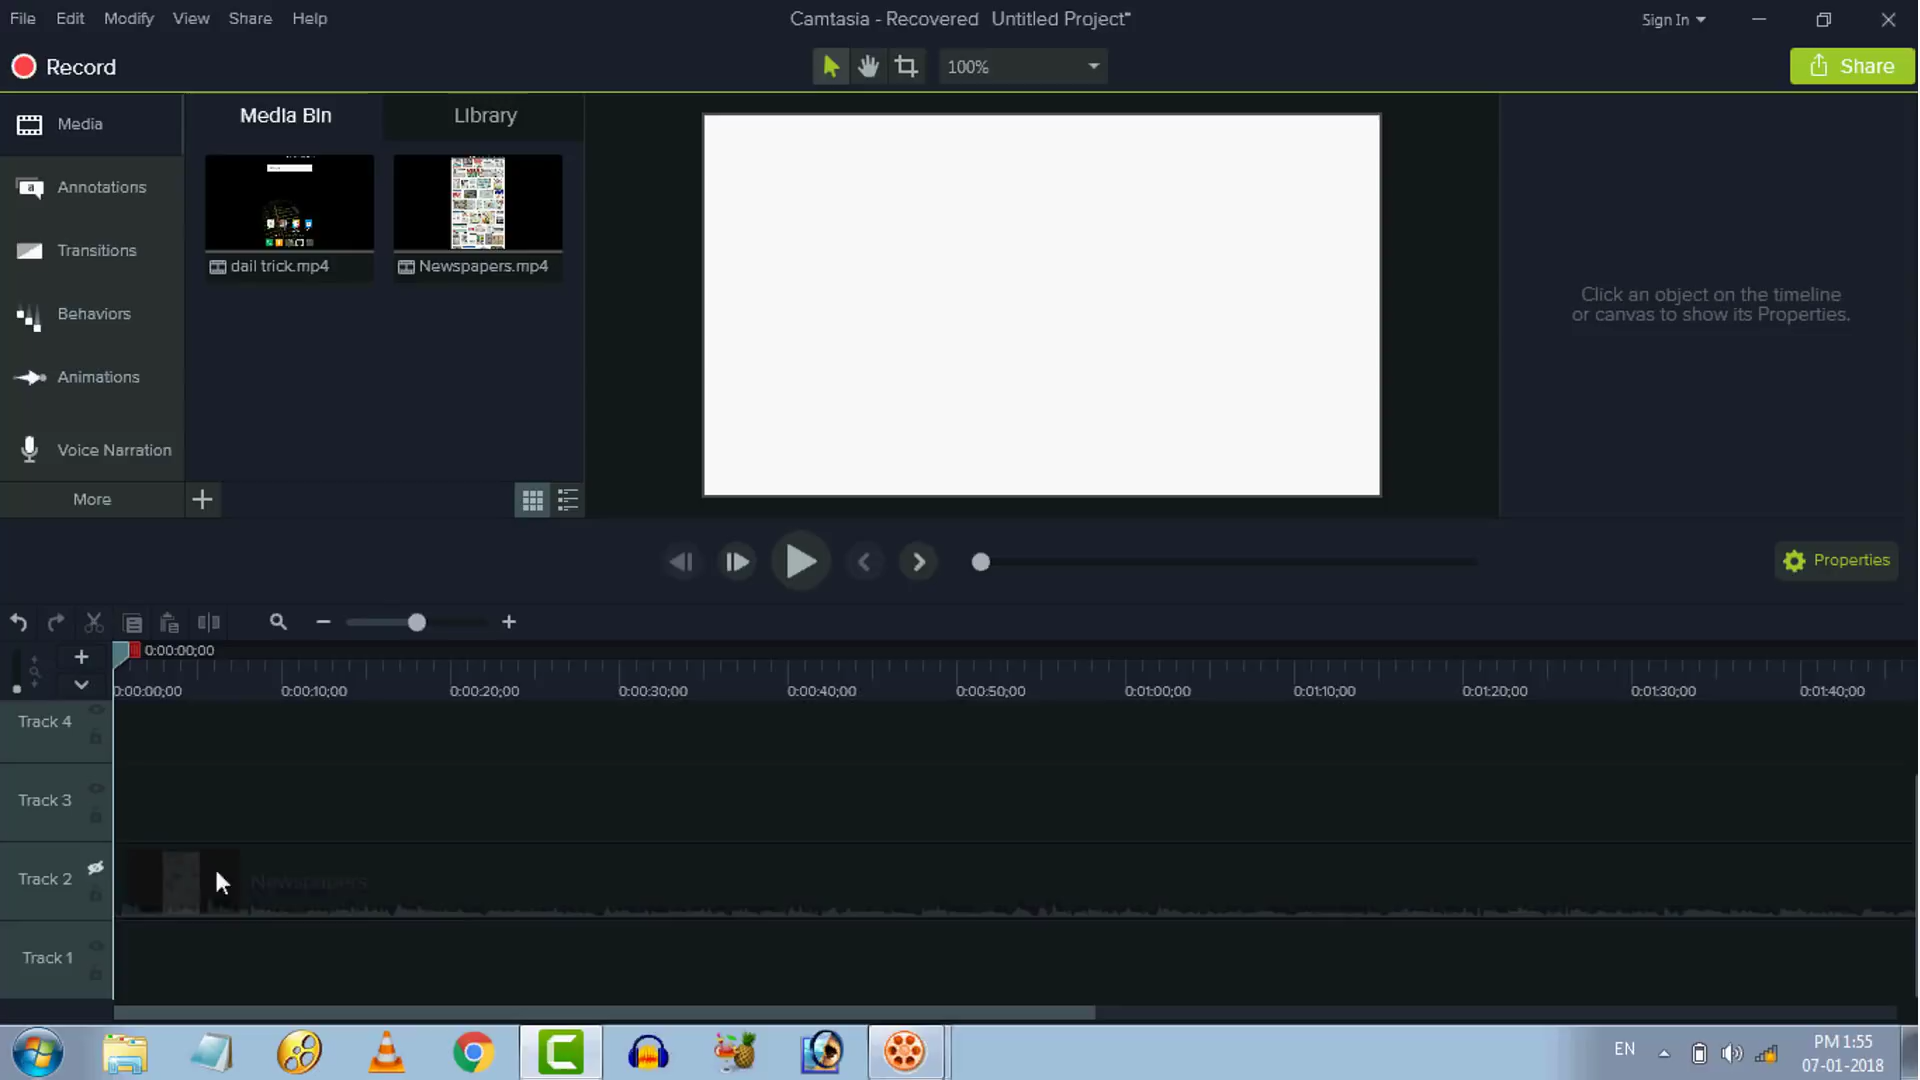 File Edit Modify View Share Help
Camtasia - Recovered Untitled Project*
Sign In
Record
100%
Share
Media
Media Bin
Library
Annotations
Transitions
Behaviors
Animations
Voice Narration
More
dail trick.mp4
Newspapers.mp4
Click an object on the timeline
or canvas to show its Properties.
Properties
0:00:00;00
0:00:00;00 0:00:10;00 0:00:20;00 0:00:30;00 0:00:40;00 0:00:50;00 0:01:00;00 0:01:10;00 0:01:20;00 0:01:30;00 0:01:40;00
Track 4
Track 3
Track 2
Newspapers
Track 1
EN
PM 1:55
07-01-2018